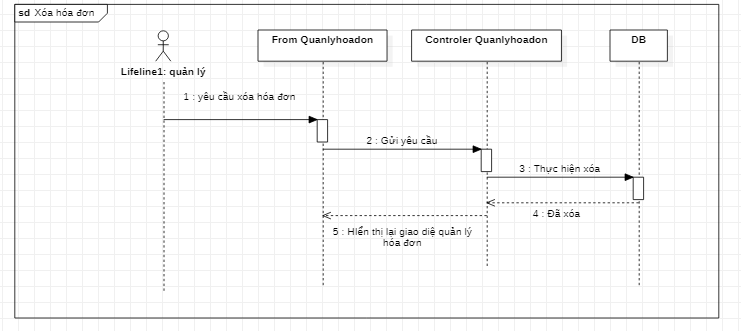 sd Xóa hóa đơn
From Quanlyhoadon
Controler Quanlyhoadon
DB
Lifeline1: quản lý
1 : yêu cầu xóa hóa đơn
2 : Gửi yêu cầu
3 : Thực hiện xóa
4 : Đã xóa
5 : Hiển thị lại giao diệ quản lý
hóa đơn